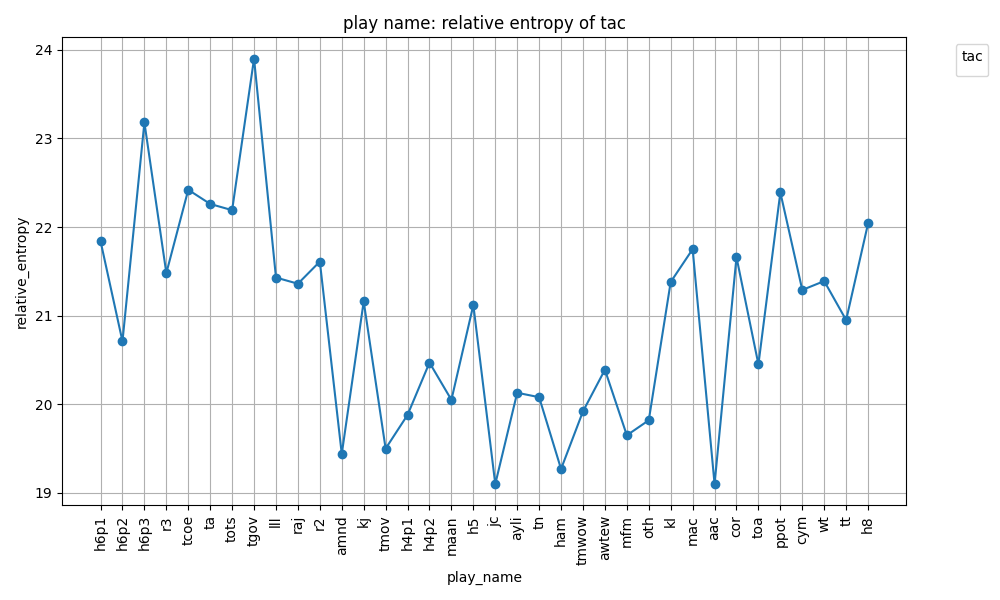 play name: relative entropy of tac
tac
24
23
22
21
20
19
relative_entropy
h6p1
h6p2
h6p3
r3
tcoe
ta
tots
tgov
lll
raj
r2
amnd
kj
tmov
h4p1
h4p2
maan
h5
jc
ayli
tn
ham
tmwow
awtew
mfm
oth
kl
mac
aac
cor
toa
ppot
cym
wt
tt
h8
play_name